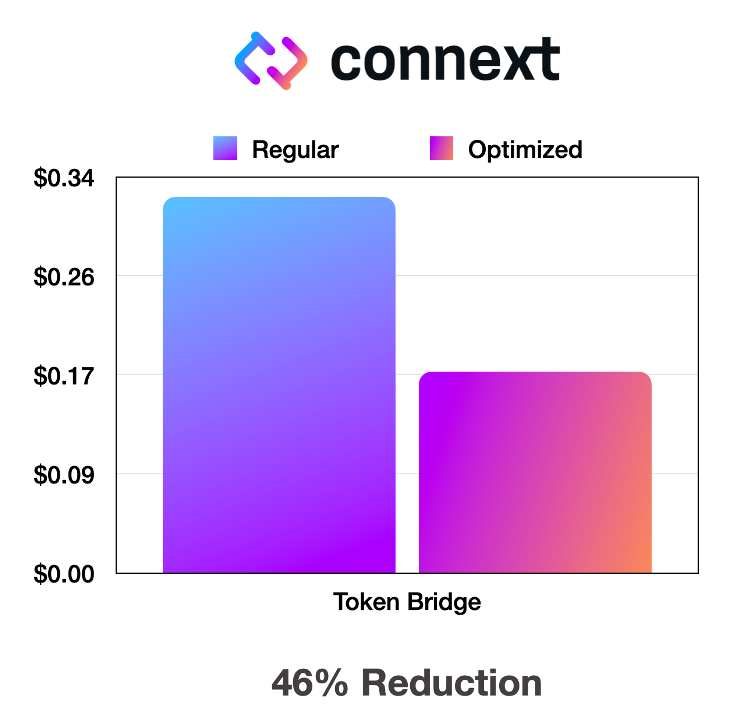 connext
Regular
Optimized
$0.34
$0.26
$0.17
$0.09
$0.00
Token Bridge
46% Reduction